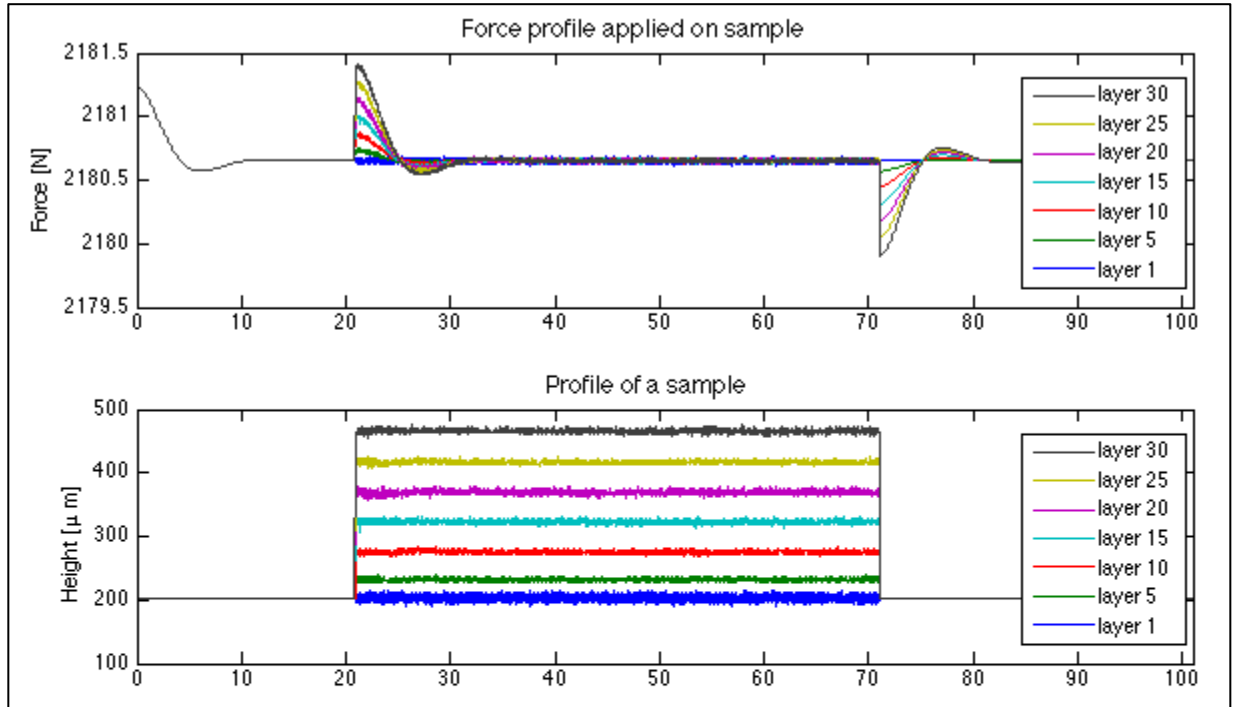 Force profile applied on sample
2181.5
2181
2180.5
2180
2179.5
Force [N]
0 10 20 30 40 50 60 70 80 90 100
layer 30
layer 25
layer 20
layer 15
layer 10
layer 5
layer 1
Profile of a sample
500
400
300
200
100
Height [μ m]
0 10 20 30 40 50 60 70 80 90 100
layer 30
layer 25
layer 20
layer 15
layer 10
layer 5
layer 1